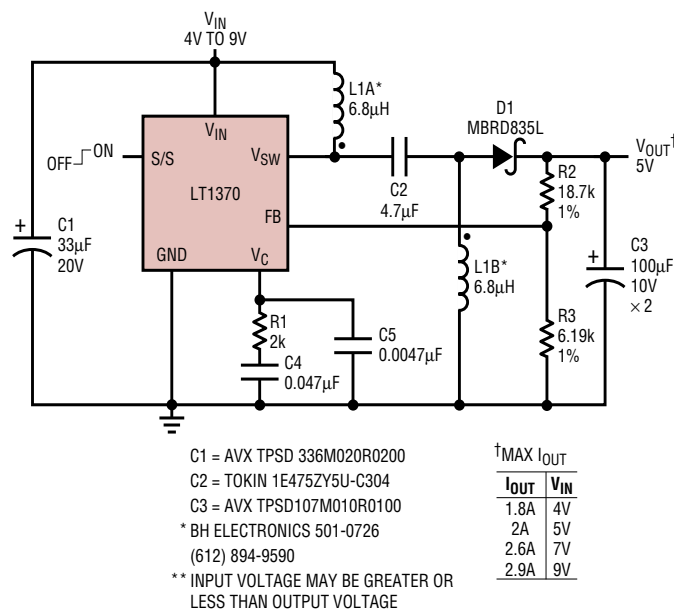 VIN
4V TO 9V
L1A*
6.8µH
D1
MBRD835L
VIN
OFF ON
S/S
VSW
LT1370
FB
GND
VC
C2
4.7µF
VOUT†
5V
R2
18.7k
1%
+
C1
33µF
20V
L1B*
6.8µH
+
C3
100µF
10V
× 2
R1
2k
C4
0.047µF
C5
0.0047µF
R3
6.19k
1%
C1 = AVX TPSD 336M020R0200
C2 = TOKIN 1E475ZY5U-C304
C3 = AVX TPSD107M010R0100
* BH ELECTRONICS 501-0726
(612) 894-9590
** INPUT VOLTAGE MAY BE GREATER OR
LESS THAN OUTPUT VOLTAGE
†MAX IOUT
IOUT VIN
1.8A 4V
2A 5V
2.6A 7V
2.9A 9V